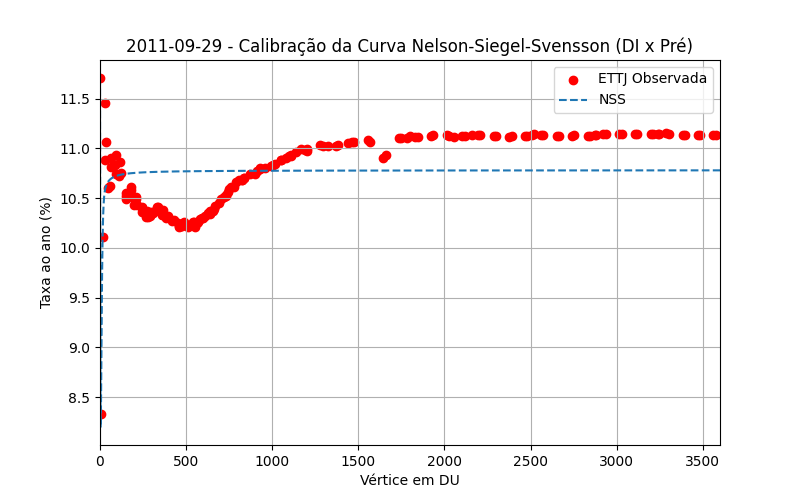 2011-09-29 - Calibração da Curva Nelson-Siegel-Svensson (DI x Pré)
ETTJ Observada
NSS
Taxa ao ano (%)
11.5
11.0
10.5
10.0
9.5
9.0
8.5
0 500 1000 1500 2000 2500 3000 3500
Vértice em DU